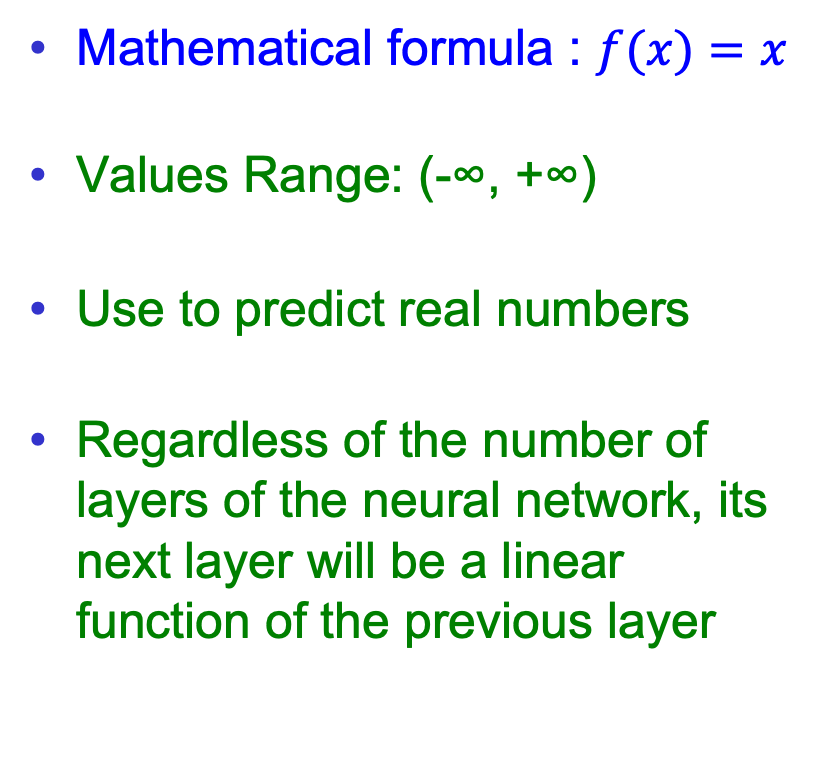 • Mathematical formula : f(x) = x
• Values Range: (-∞, +∞)
• Use to predict real numbers
• Regardless of the number of
layers of the neural network, its
next layer will be a linear
function of the previous layer